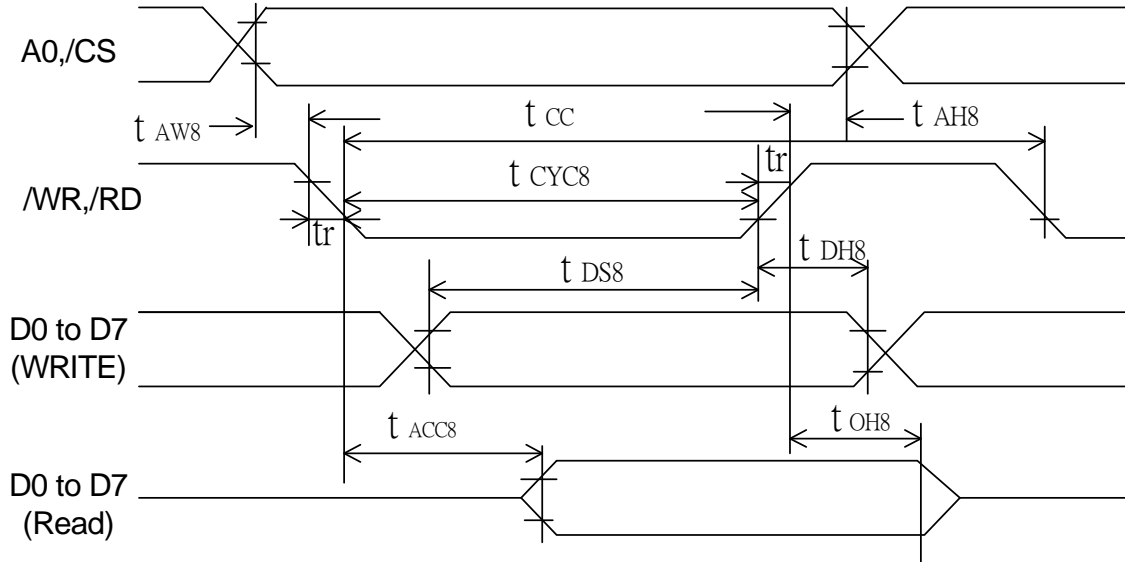 A0,/CS
t CC
t AW8
t AH8
tr
t CYC8
/WR,/RD
tr
t DH8
t DS8
D0 to D7
(WRITE)
t ACC8
t OH8
D0 to D7
(Read)